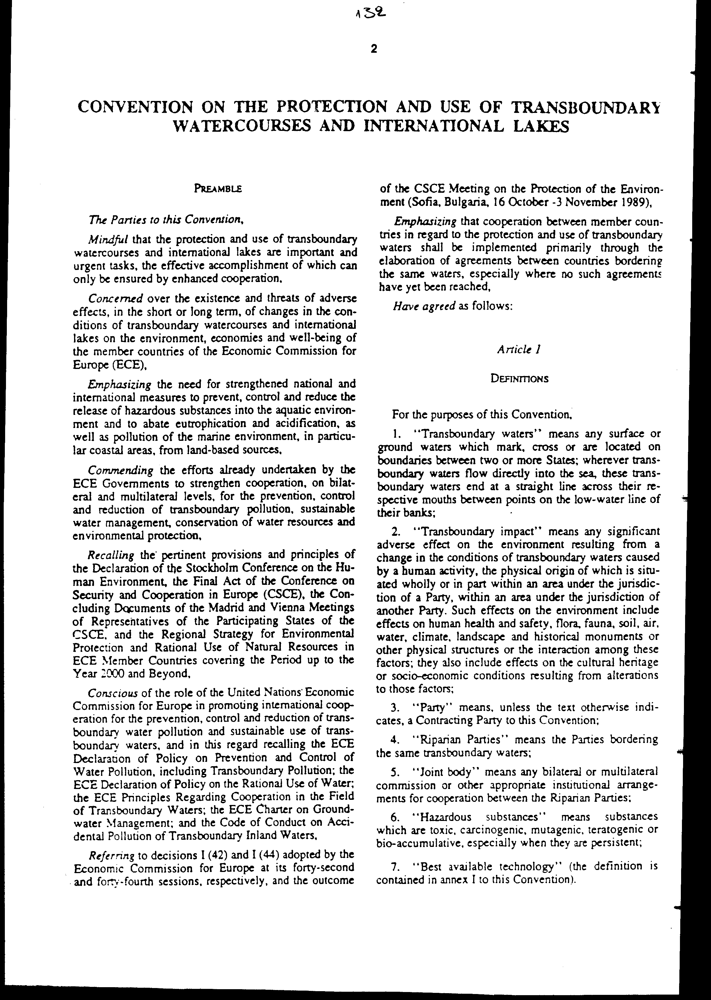 132
2
CONVENTION ON THE PROTECTION AND USE OF TRANSBOUNDARY
WATERCOURSES AND INTERNATIONAL LAKES
PREAMBLE
The Parties to this Convention,
Mindful that the protection and use of transboundary
watercourses and international lakes are important and
urgent tasks, the effective accomplishment of which can
only be ensured by enhanced cooperation,
Concerned over the existence and threats of adverse
effects, in the short or long term, of changes in the con-
ditions of transboundary watercourses and international
lakes on the environment, economies and well-being of
the member countries of the Economic Commission for
Europe (ECE),
Emphasizing the need for strengthened national and
international measures to prevent, control and reduce the
release of hazardous substances into the aquatic environ-
ment and to abate eutrophication and acidification, as
well as pollution of the marine environment, in particu-
lar coastal areas, from land-based sources,
Commending the efforts already undertaken by the
ECE Governments to strengthen cooperation, on bilat-
eral and multilateral levels, for the prevention, control
and reduction of transboundary pollution, sustainable
water management, conservation of water resources and
environmental protection,
Recalling the pertinent provisions and principles of
the Declaration of the Stockholm Conference on the Hu-
man Environment, the Final Act of the Conference on
Security and Cooperation in Europe (CSCE), the Con-
cluding Documents of the Madrid and Vienna Meetings
of Representatives of the Participating States of the
CSCE, and the Regional Strategy for Environmental
Protection and Rational Use of Natural Resources in
ECE Member Countries covering the Period up to the
Year 2000 and Beyond,
Conscious of the role of the United Nations Economic
Commission for Europe in promoting international coop-
eration for the prevention, control and reduction of trans-
boundary water pollution and sustainable use of trans-
boundary waters, and in this regard recalling the ECE
Declaration of Policy on Prevention and Control of
Water Pollution, including Transboundary Pollution; the
ECE Declaration of Policy on the Rational Use of Water;
the ECE Principles Regarding Cooperation in the Field
of Transboundary Waters; the ECE Charter on Ground-
water Management; and the Code of Conduct on Acci-
dental Pollution of Transboundary Inland Waters,
Referring to decisions I (42) and I (44) adopted by the
Economic Commission for Europe at its forty-second
and forty-fourth sessions, respectively, and the outcome
of the CSCE Meeting on the Protection of the Environ-
ment (Sofia, Bulgaria, 16 October -3 November 1989),
Emphasizing that cooperation between member coun-
tries in regard to the protection and use of transboundary
waters shall be implemented primarily through the
elaboration of agreements between countries bordering
the same waters, especially where no such agreements
have yet been reached,
Have agreed as follows:
Article 1
DEFINITIONS
For the purposes of this Convention,
1. "Transboundary waters" means any surface or
ground waters which mark, cross or are located on
boundaries between two or more States; wherever trans-
boundary waters flow directly into the sea, these trans-
boundary waters end at a straight line across their re-
spective mouths between points on the low-water line of
their banks;
2. "Transboundary impact" means any significant
adverse effect on the environment resulting from a
change in the conditions of transboundary waters caused
by a human activity, the physical origin of which is situ-
ated wholly or in part within an area under the jurisdic-
tion of a Party, within an area under the jurisdiction of
another Party. Such effects on the environment include
effects on human health and safety, flora, fauna, soil, air,
water, climate, landscape and historical monuments or
other physical structures or the interaction among these
factors; they also include effects on the cultural heritage
or socio-economic conditions resulting from alterations
to those factors;
3. "Party" means, unless the text otherwise indi-
cates, a Contracting Party to this Convention;
4. "Riparian Parties" means the Parties bordering
the same transboundary waters;
5. "Joint body" means any bilateral or multilateral
commission or other appropriate institutional arrange-
ments for cooperation between the Riparian Parties;
6. "Hazardous substances" means substances
which are toxic, carcinogenic, mutagenic, teratogenic or
bio-accumulative, especially when they are persistent;
7. "Best available technology" (the definition is
contained in annex I to this Convention).